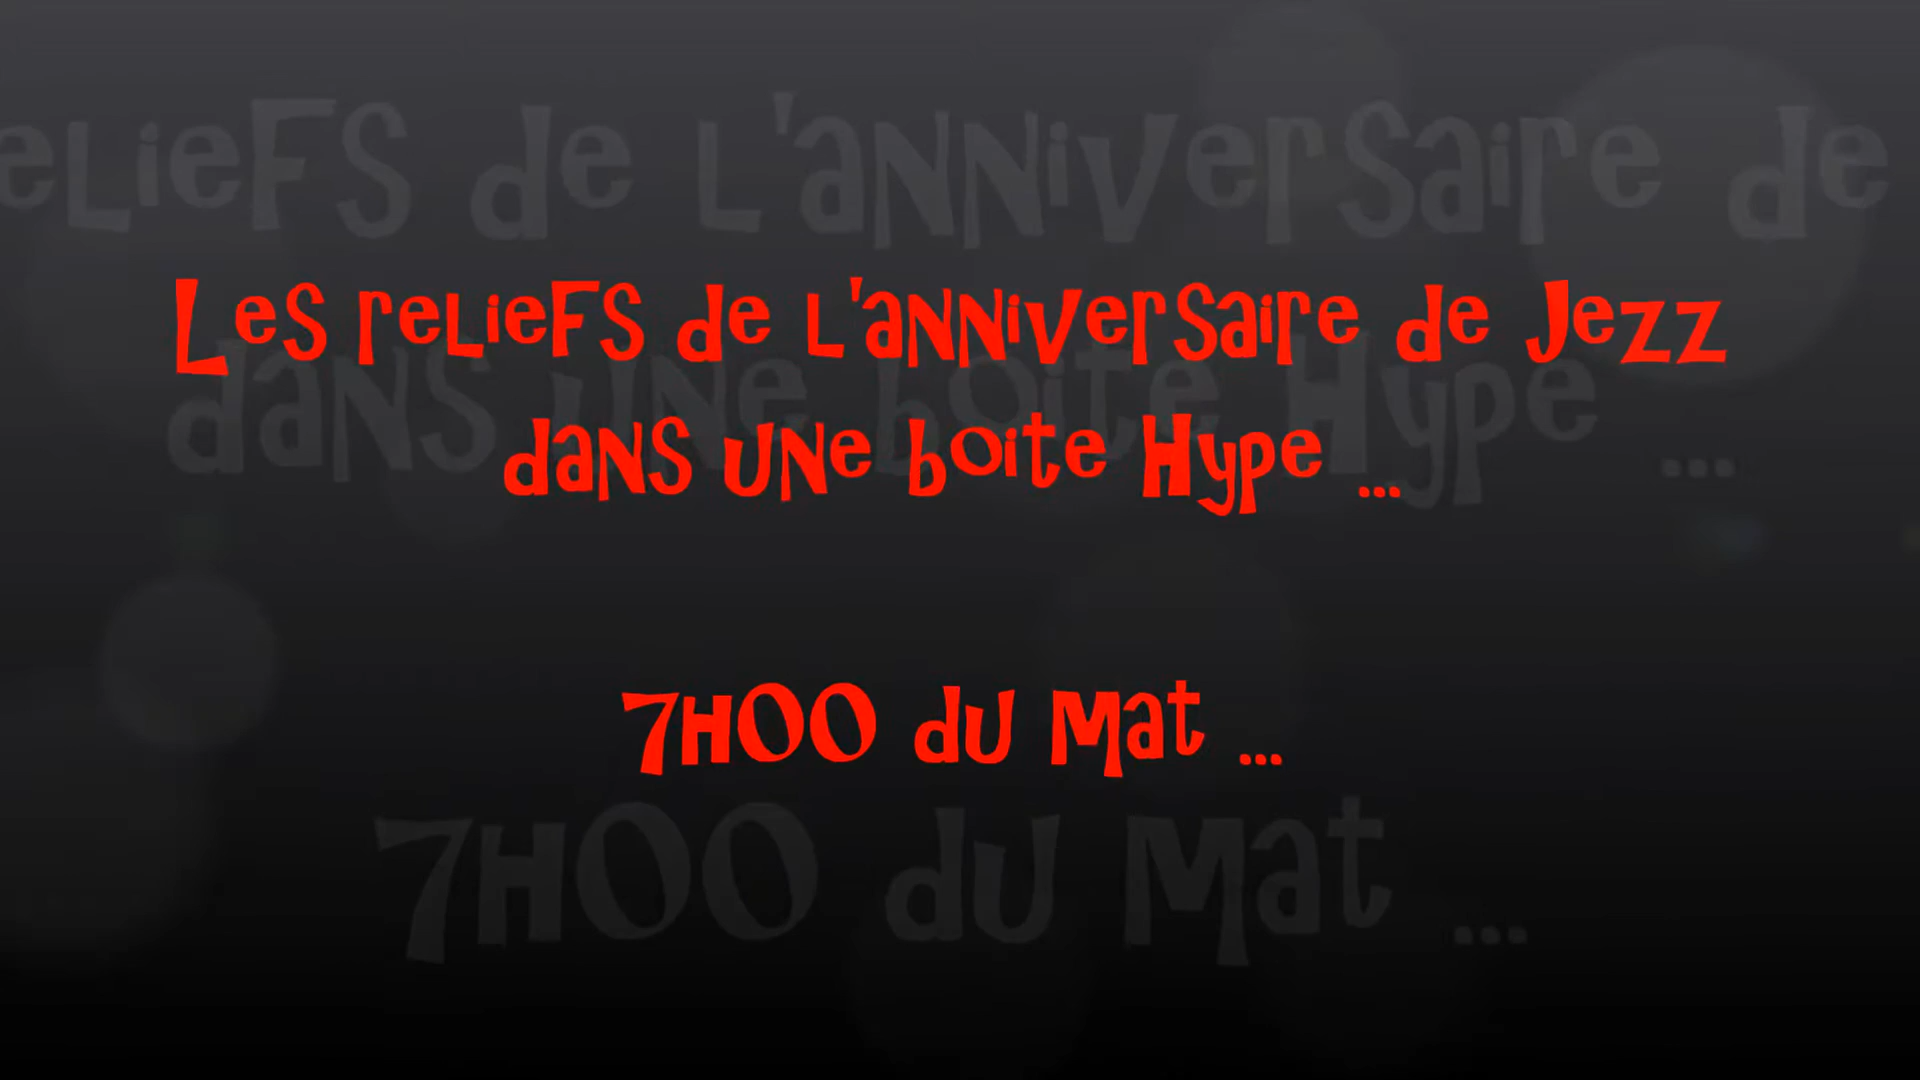 Les reliefs de l'anniversaire de Jezz
dans une boite Hype ...
7H00 du mat ...